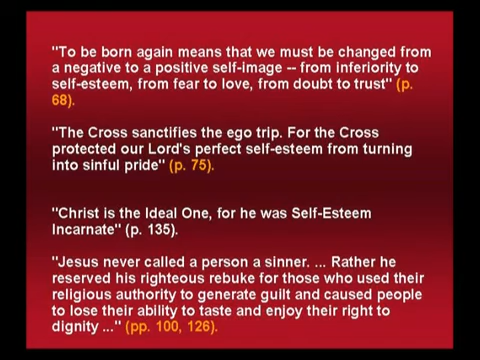 "To be born again means that we must be changed from
a negative to a positive self-image -- from inferiority to
self-esteem, from fear to love, from doubt to trust" (p.
68).
"The Cross sanctifies the ego trip. For the Cross
protected our Lord's perfect self-esteem from turning
into sinful pride" (p. 75).
"Christ is the Ideal One, for he was Self-Esteem
Incarnate" (p. 135).
"Jesus never called a person a sinner. ... Rather he
reserved his righteous rebuke for those who used their
religious authority to generate guilt and caused people
to lose their ability to taste and enjoy their right to
dignity ..." (pp. 100, 126).